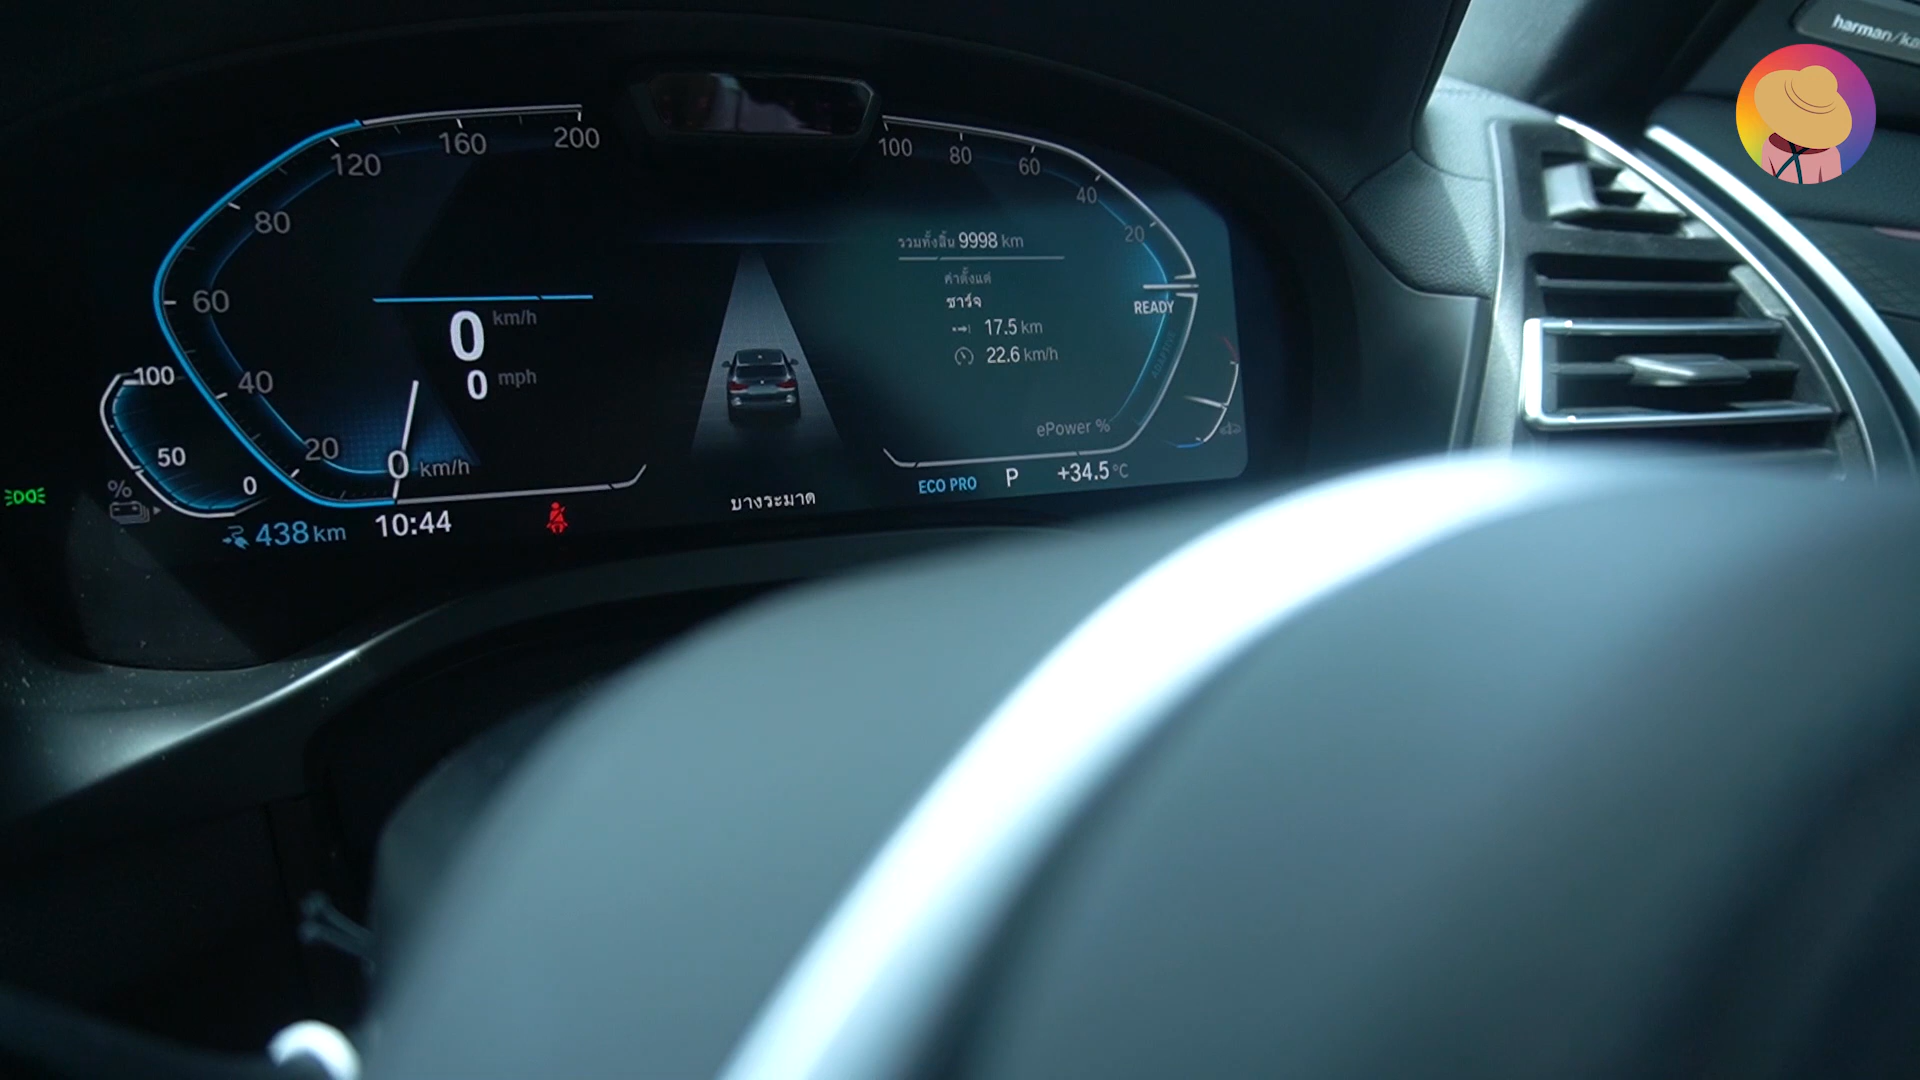 harman/ka
200
160
120
80
60
40
20
0 km/h
0 km/h
0 mph
100
50
0
%
438 km
10:44
บางระมาด
100
80
60
40
20
รวมทั้งสิ้น 9998 km
ค่าตั้งแต่
ชาร์จ
17.5 km
22.6 km/h
READY
ePower %
ECO PRO
P
+34.5 °C